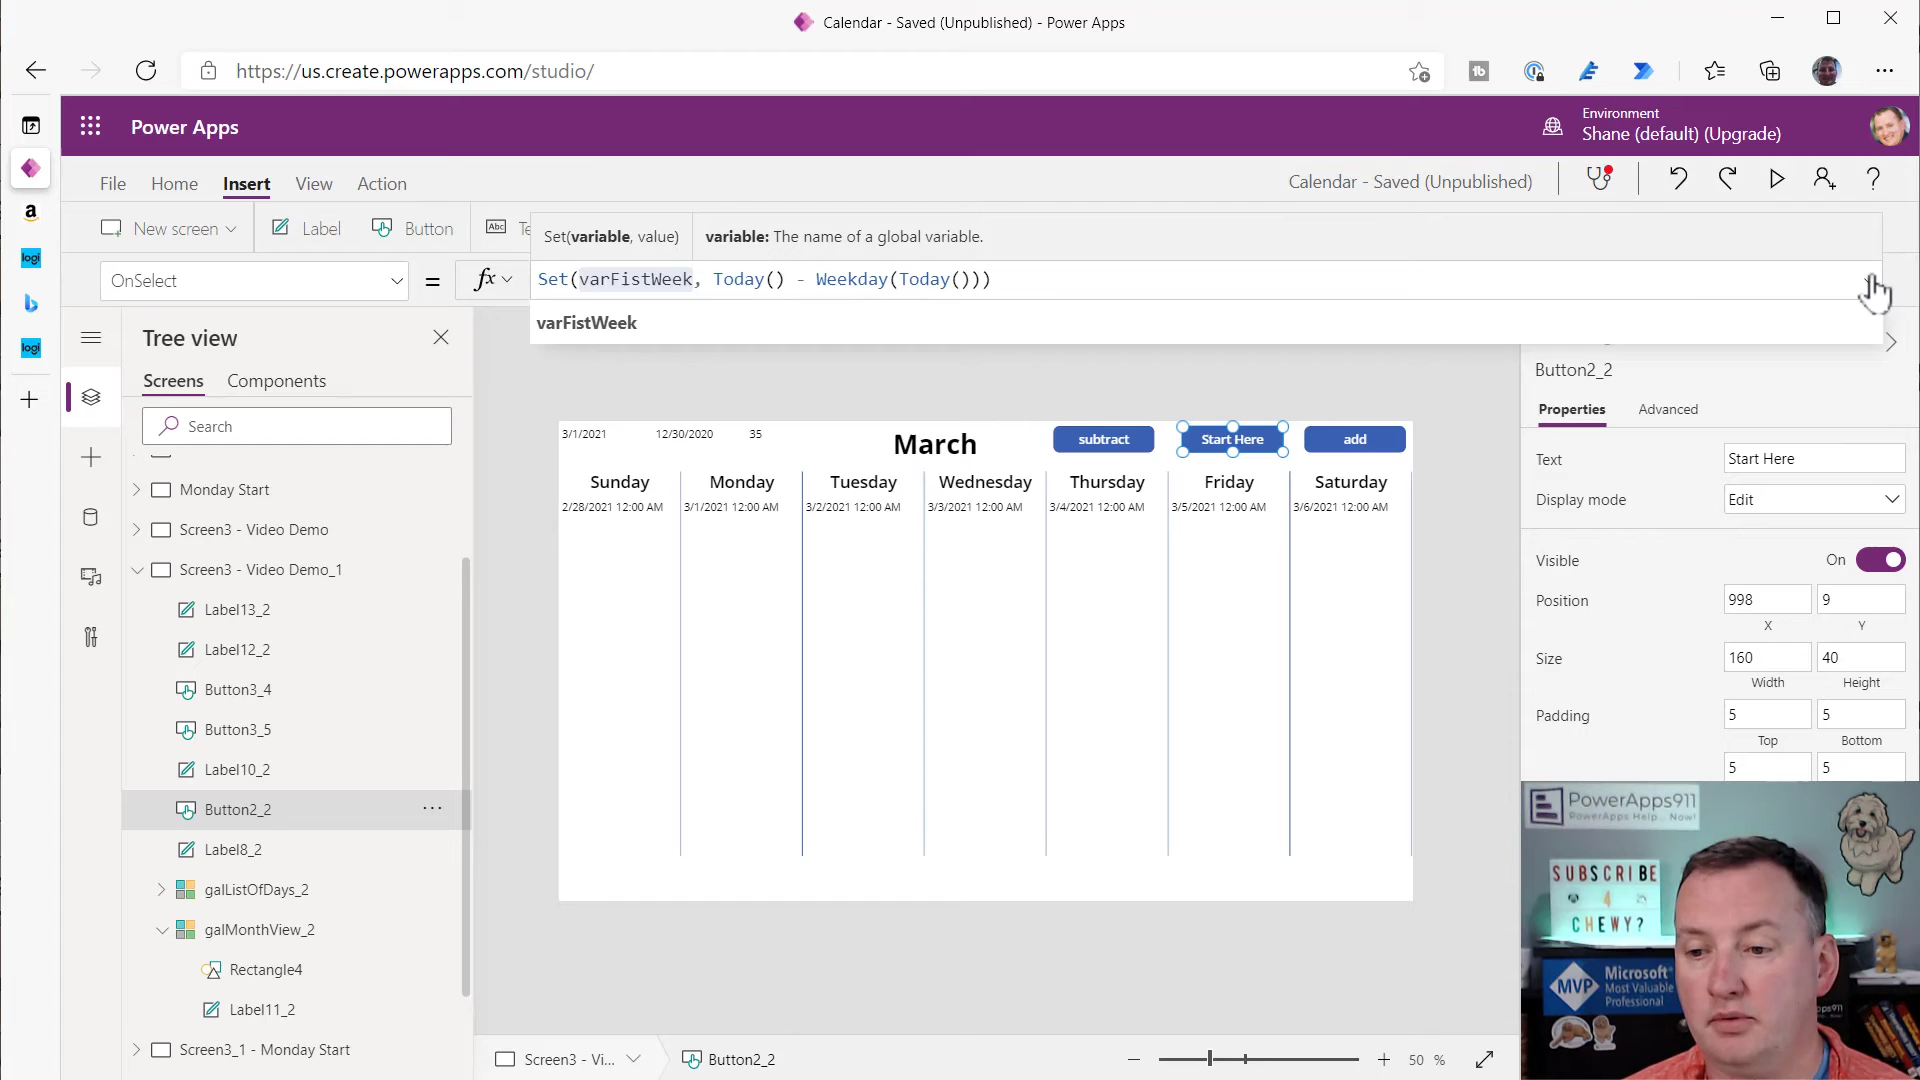 Calendar - Saved (Unpublished) - Power Apps
https://us.create.powerapps.com/studio/
Power Apps
Environment
Shane (default) (Upgrade)
File Home Insert View Action
Calendar - Saved (Unpublished)
New screen Label Button Abc Te
Set(variable, value) variable: The name of a global variable.
OnSelect = fx Set(varFistWeek, Today() - Weekday(Today()))
varFistWeek
Tree view
Screens Components
Search
Monday Start
Screen3 - Video Demo
Screen3 - Video Demo_1
Label13_2
Label12_2
Button3_4
Button3_5
Label10_2
Button2_2 ...
Label8_2
galListOfDays_2
galMonthView_2
Rectangle4
Label11_2
Screen3_1 - Monday Start
3/1/2021 12/30/2020 35 March subtract Start Here add
Sunday Monday Tuesday Wednesday Thursday Friday Saturday
2/28/2021 12:00 AM 3/1/2021 12:00 AM 3/2/2021 12:00 AM 3/3/2021 12:00 AM 3/4/2021 12:00 AM 3/5/2021 12:00 AM 3/6/2021 12:00 AM
Button2_2
Properties Advanced
Text Start Here
Display mode Edit
Visible On
Position 998 9
X Y
Size 160 40
Width Height
Padding 5 5
Top Bottom
5 5
PowerApps911
PowerApps Help... Now!
SUBSCRIBE
4
CHEWY?
MVP Microsoft®
Most Valuable
Professional
Screen3 - Vi... Button2_2
50 %
a
logi
logi